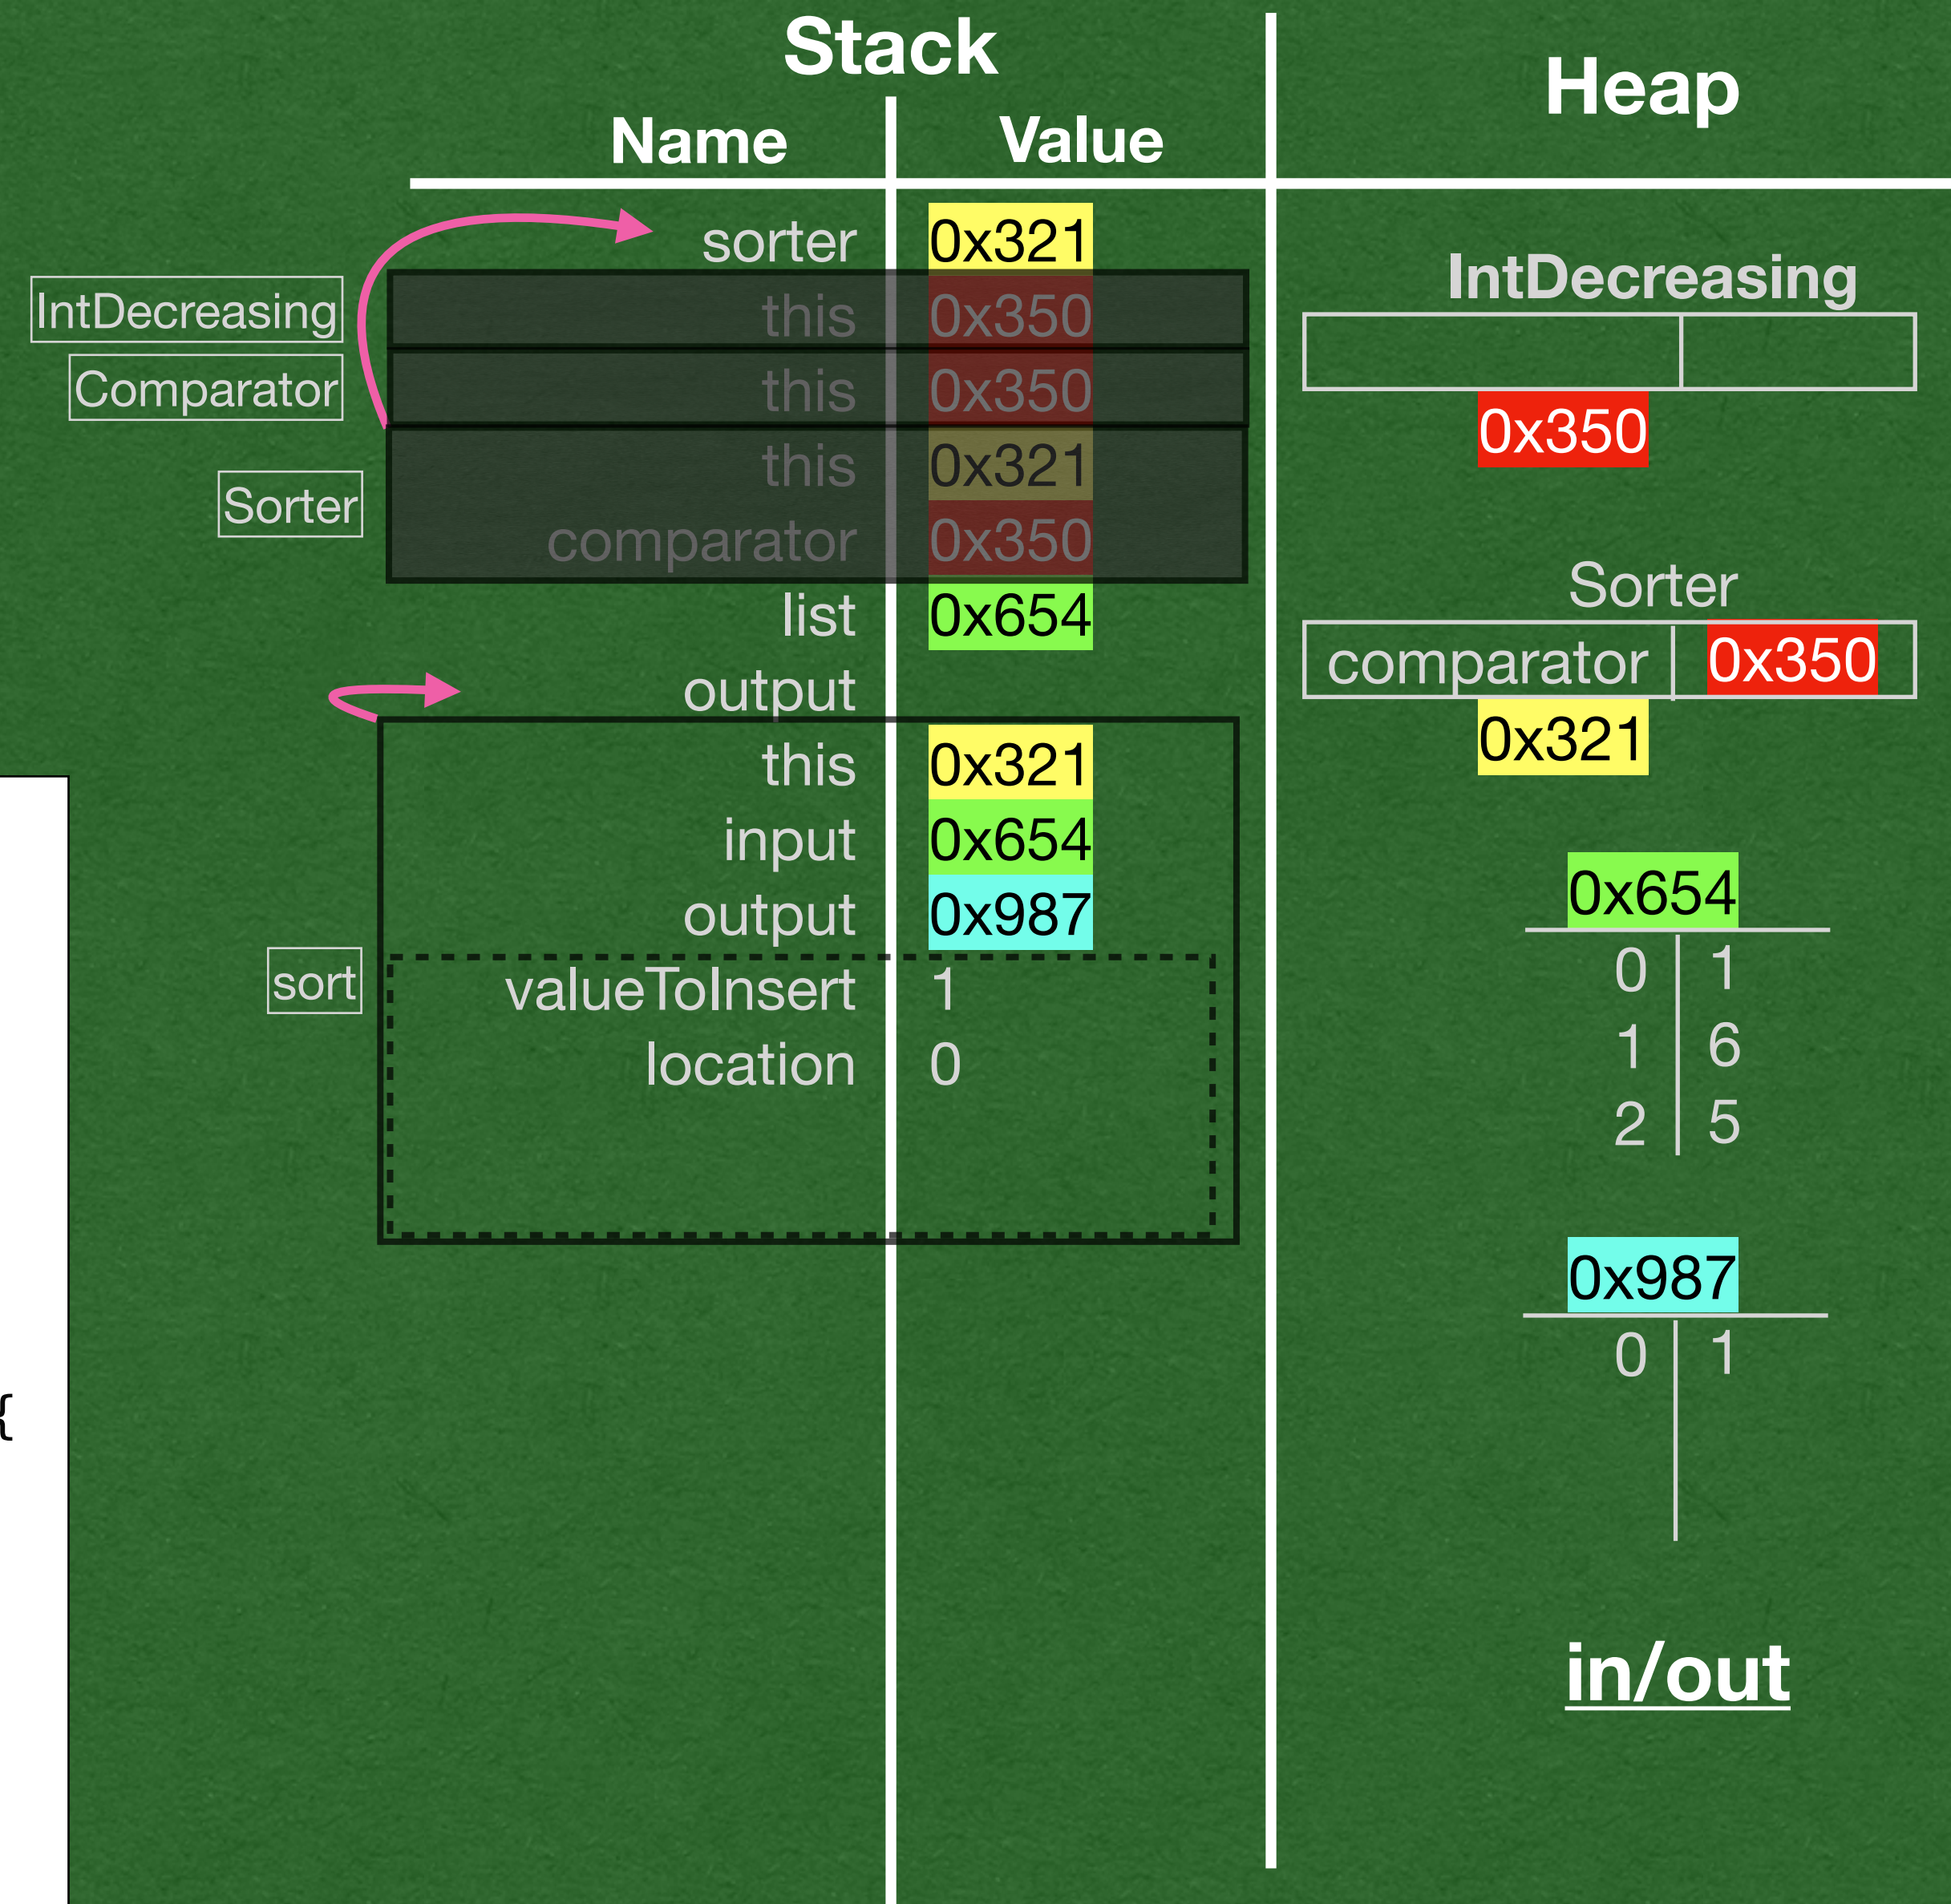 Stack
Heap
Name Value
sorter 0x321
IntDecreasing this 0x350
Comparator this 0x350
this 0x321
Sorter
comparator 0x350
list 0x654
output
this 0x321
input 0x654
output 0x987
sort valueToInsert 1
location 0
{
IntDecreasing
0x350
Sorter
comparator 0x350
0x321
0x654
0 1
1 6
2 5
0x987
0 1
in/out